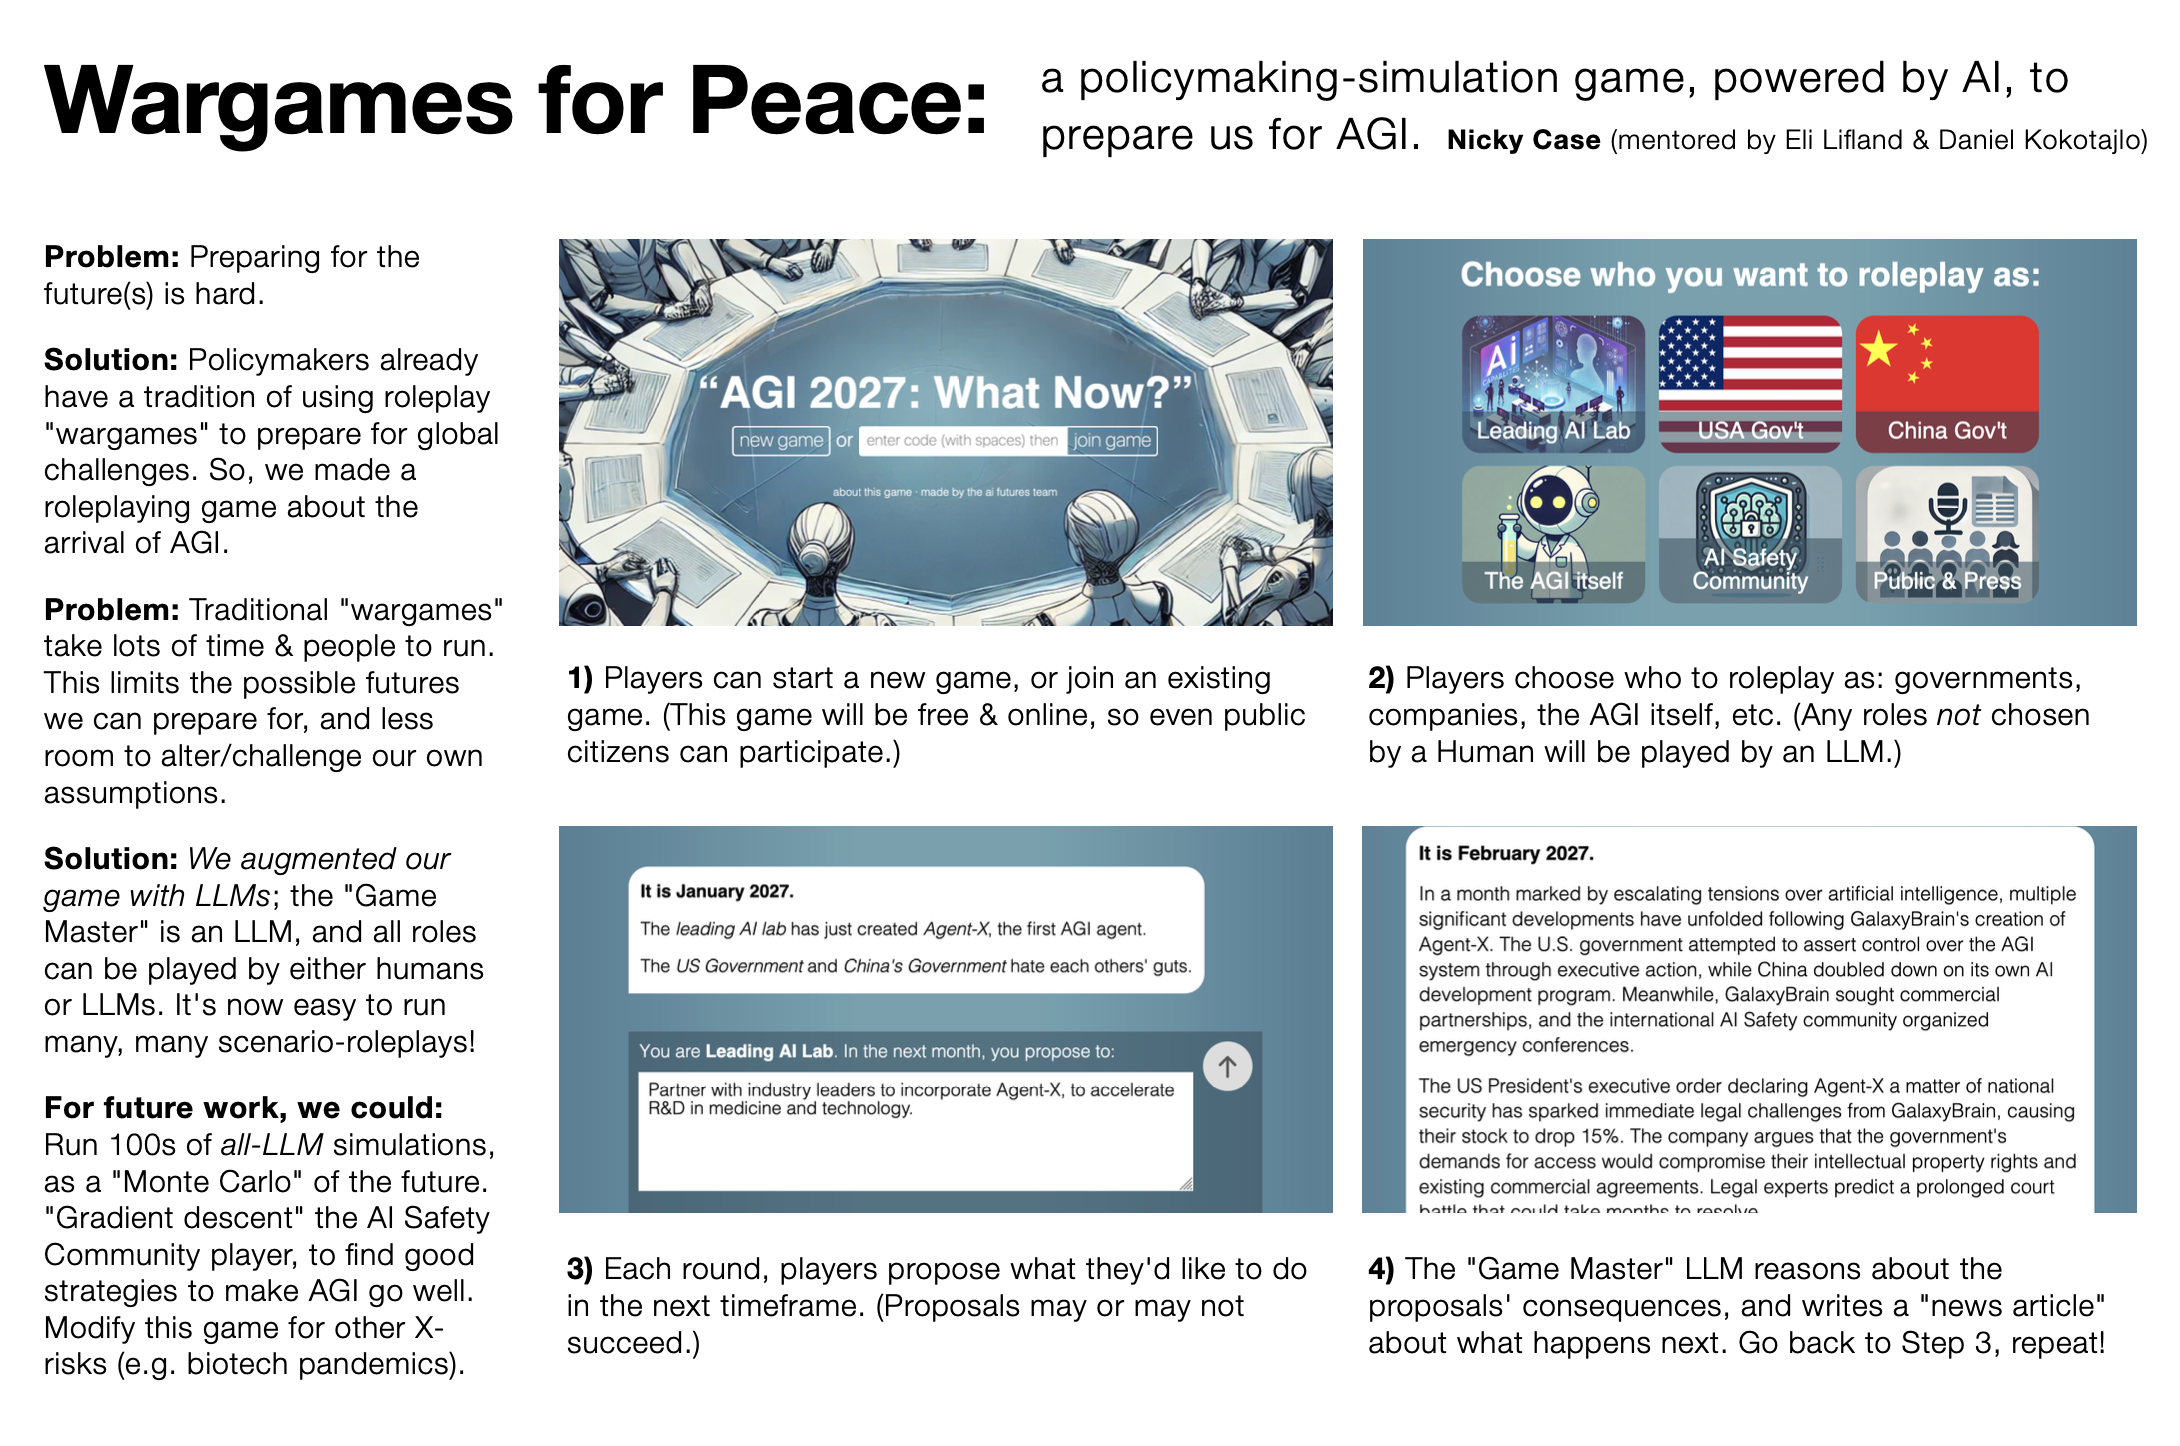 Wargames for Peace:
a policymaking-simulation game, powered by AI, to
prepare us for AGI. Nicky Case (mentored by Eli Lifland & Daniel Kokotajlo)
Problem: Preparing for the
future(s) is hard.
Solution: Policymakers already
have a tradition of using roleplay
"wargames" to prepare for global
challenges. So, we made a
roleplaying game about the
arrival of AGI.
Problem: Traditional "wargames"
take lots of time & people to run.
This limits the possible futures
we can prepare for, and less
room to alter/challenge our own
assumptions.
Solution: We augmented our
game with LLMs; the "Game
Master" is an LLM, and all roles
can be played by either humans
or LLMs. It's now easy to run
many, many scenario-roleplays!
For future work, we could:
Run 100s of all-LLM simulations,
as a "Monte Carlo" of the future.
"Gradient descent" the AI Safety
Community player, to find good
strategies to make AGI go well.
Modify this game for other X-
risks (e.g. biotech pandemics).
“AGI 2027: What Now?”
new game or enter code (with spaces) then join game
about this game · made by the ai futures team
1) Players can start a new game, or join an existing
game. (This game will be free & online, so even public
citizens can participate.)
Choose who you want to roleplay as:
Ai
Leading AI Lab
USA Gov't
China Gov't
The AGI itself
AI Safety
Community
Public & Press
2) Players choose who to roleplay as: governments,
companies, the AGI itself, etc. (Any roles not chosen
by a Human will be played by an LLM.)
It is January 2027.
The leading AI lab has just created Agent-X, the first AGI agent.
The US Government and China's Government hate each others' guts.
You are Leading AI Lab. In the next month, you propose to:
Partner with industry leaders to incorporate Agent-X, to accelerate
R&D in medicine and technology.
3) Each round, players propose what they'd like to do
in the next timeframe. (Proposals may or may not
succeed.)
It is February 2027.
In a month marked by escalating tensions over artificial intelligence, multiple
significant developments have unfolded following GalaxyBrain's creation of
Agent-X. The U.S. government attempted to assert control over the AGI
system through executive action, while China doubled down on its own AI
development program. Meanwhile, GalaxyBrain sought commercial
partnerships, and the international AI Safety community organized
emergency conferences.
The US President's executive order declaring Agent-X a matter of national
security has sparked immediate legal challenges from GalaxyBrain, causing
their stock to drop 15%. The company argues that the government's
demands for access would compromise their intellectual property rights and
existing commercial agreements. Legal experts predict a prolonged court
battle that could take months to resolve.
4) The "Game Master" LLM reasons about the
proposals' consequences, and writes a "news article"
about what happens next. Go back to Step 3, repeat!